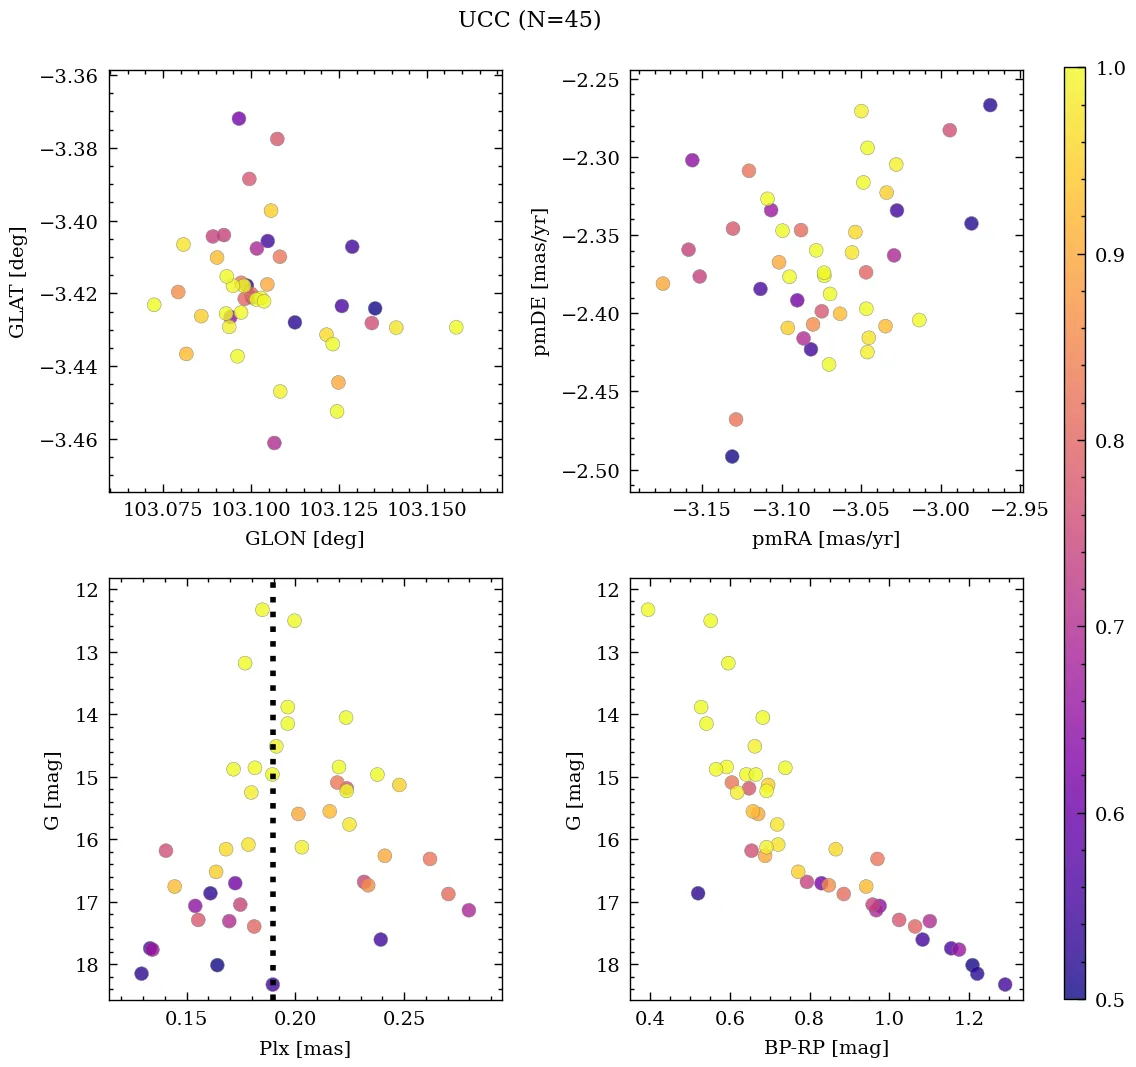 UCC (N=45)
−3.36
−3.38
−3.40
−3.42
−3.44
−3.46
GLAT [deg]
103.075 103.100 103.125 103.150
GLON [deg]
−2.25
−2.30
−2.35
−2.40
−2.45
−2.50
pmDE [mas/yr]
−3.15 −3.10 −3.05 −3.00 −2.95
pmRA [mas/yr]
12
13
14
15
16
17
18
G [mag]
0.15 0.20 0.25
Plx [mas]
12
13
14
15
16
17
18
G [mag]
0.4 0.6 0.8 1.0 1.2
BP-RP [mag]
1.0
0.9
0.8
0.7
0.6
0.5